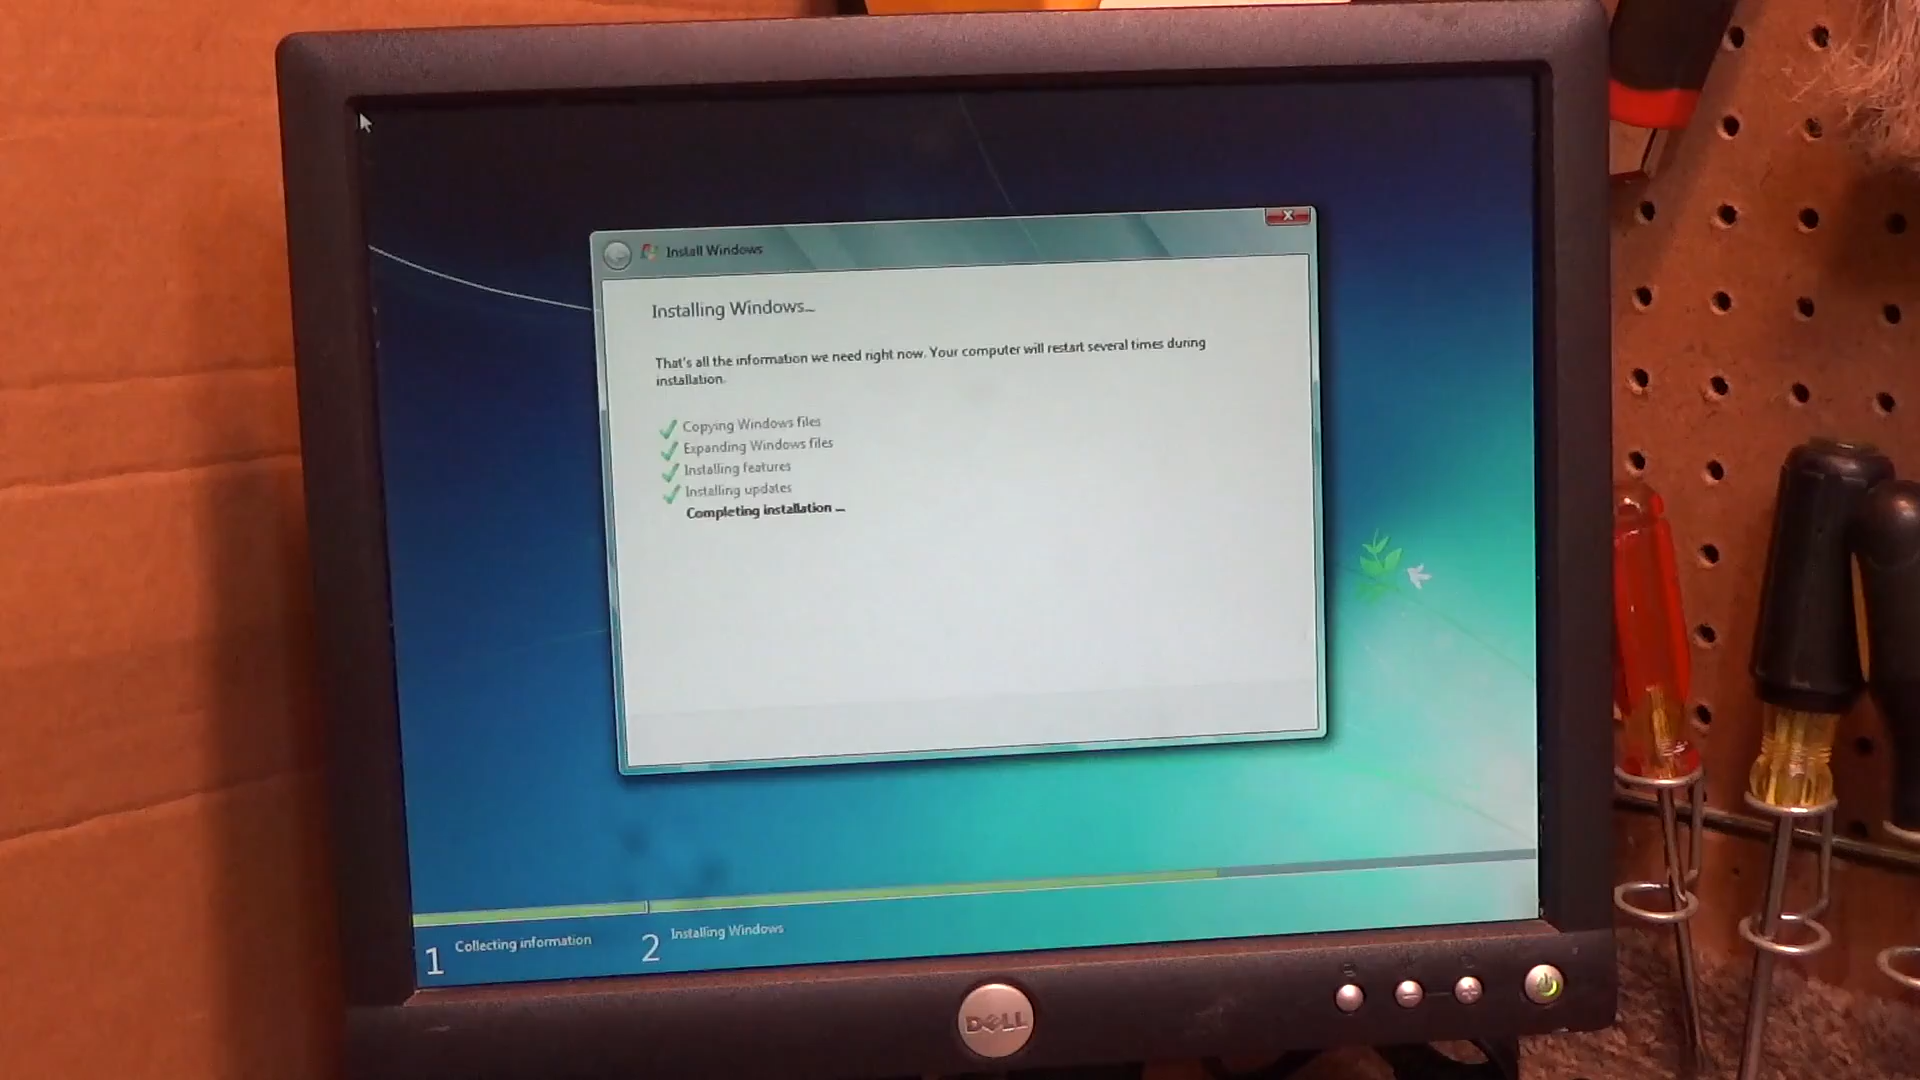 Install Windows
Installing Windows...
That's all the information we need right now. Your computer will restart several times during
installation.
Copying Windows files
Expanding Windows files
Installing features
Installing updates
Completing installation ...
1 Collecting information
2 Installing Windows
DELL